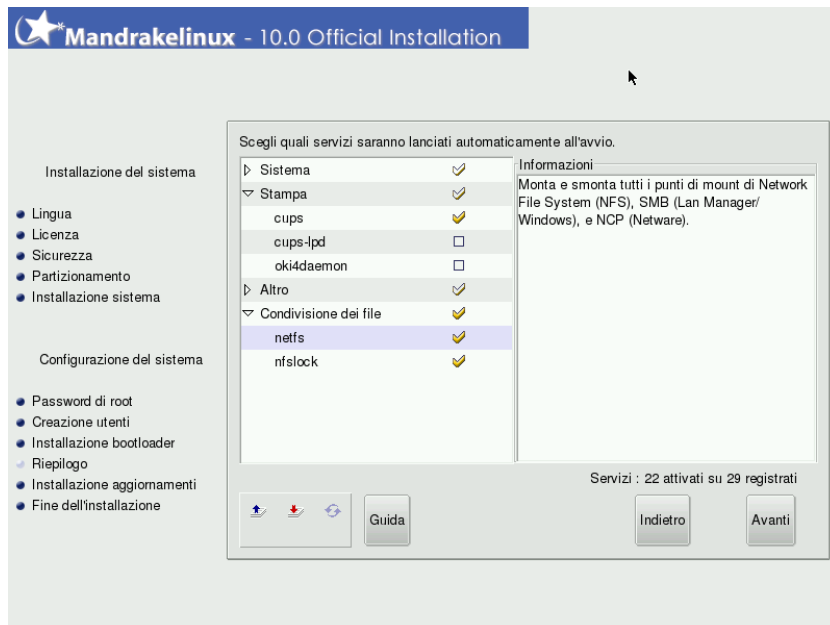 Mandrakelinux - 10.0 Official Installation
Installazione del sistema
Lingua
Licenza
Sicurezza
Partizionamento
Installazione sistema
Configurazione del sistema
Password di root
Creazione utenti
Installazione bootloader
Riepilogo
Installazione aggiornamenti
Fine dell'installazione
Scegli quali servizi saranno lanciati automaticamente all'avvio.
Sistema
Stampa
cups
cups-lpd
oki4daemon
Altro
Condivisione dei file
netfs
nfslock
Informazioni
Monta e smonta tutti i punti di mount di Network
File System (NFS), SMB (Lan Manager/
Windows), e NCP (Netware).
Servizi : 22 attivati su 29 registrati
Guida
Indietro
Avanti